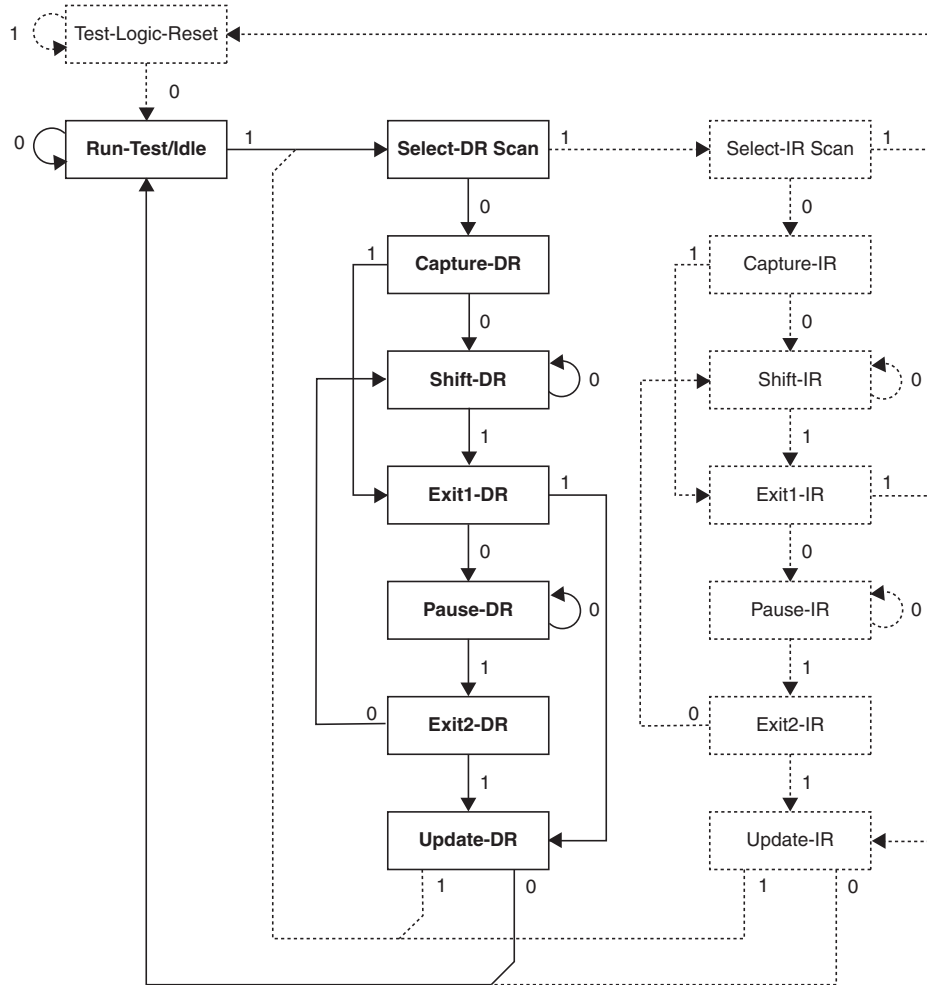 1 Test-Logic-Reset
0
0 Run-Test/Idle 1 Select-DR Scan 1 Select-IR Scan 1
0 0
1 Capture-DR 1 Capture-IR
0 0
Shift-DR 0 Shift-IR 0
1 1
Exit1-DR 1 Exit1-IR 1
0 0
Pause-DR 0 Pause-IR 0
1 1
0 Exit2-DR 0 Exit2-IR
1 1
Update-DR Update-IR
1 0 1 0